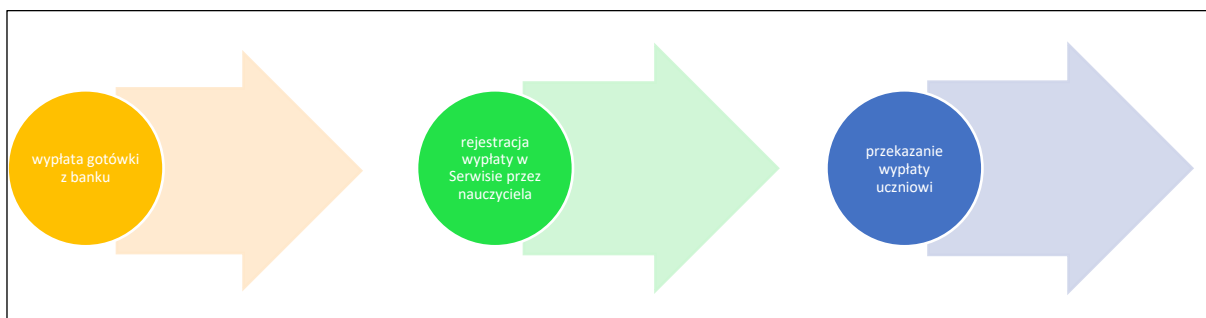 wypłata gotówki
z banku
rejestracja
wypłaty w
Serwisie przez
nauczyciela
przekazanie
wypłaty
uczniowi